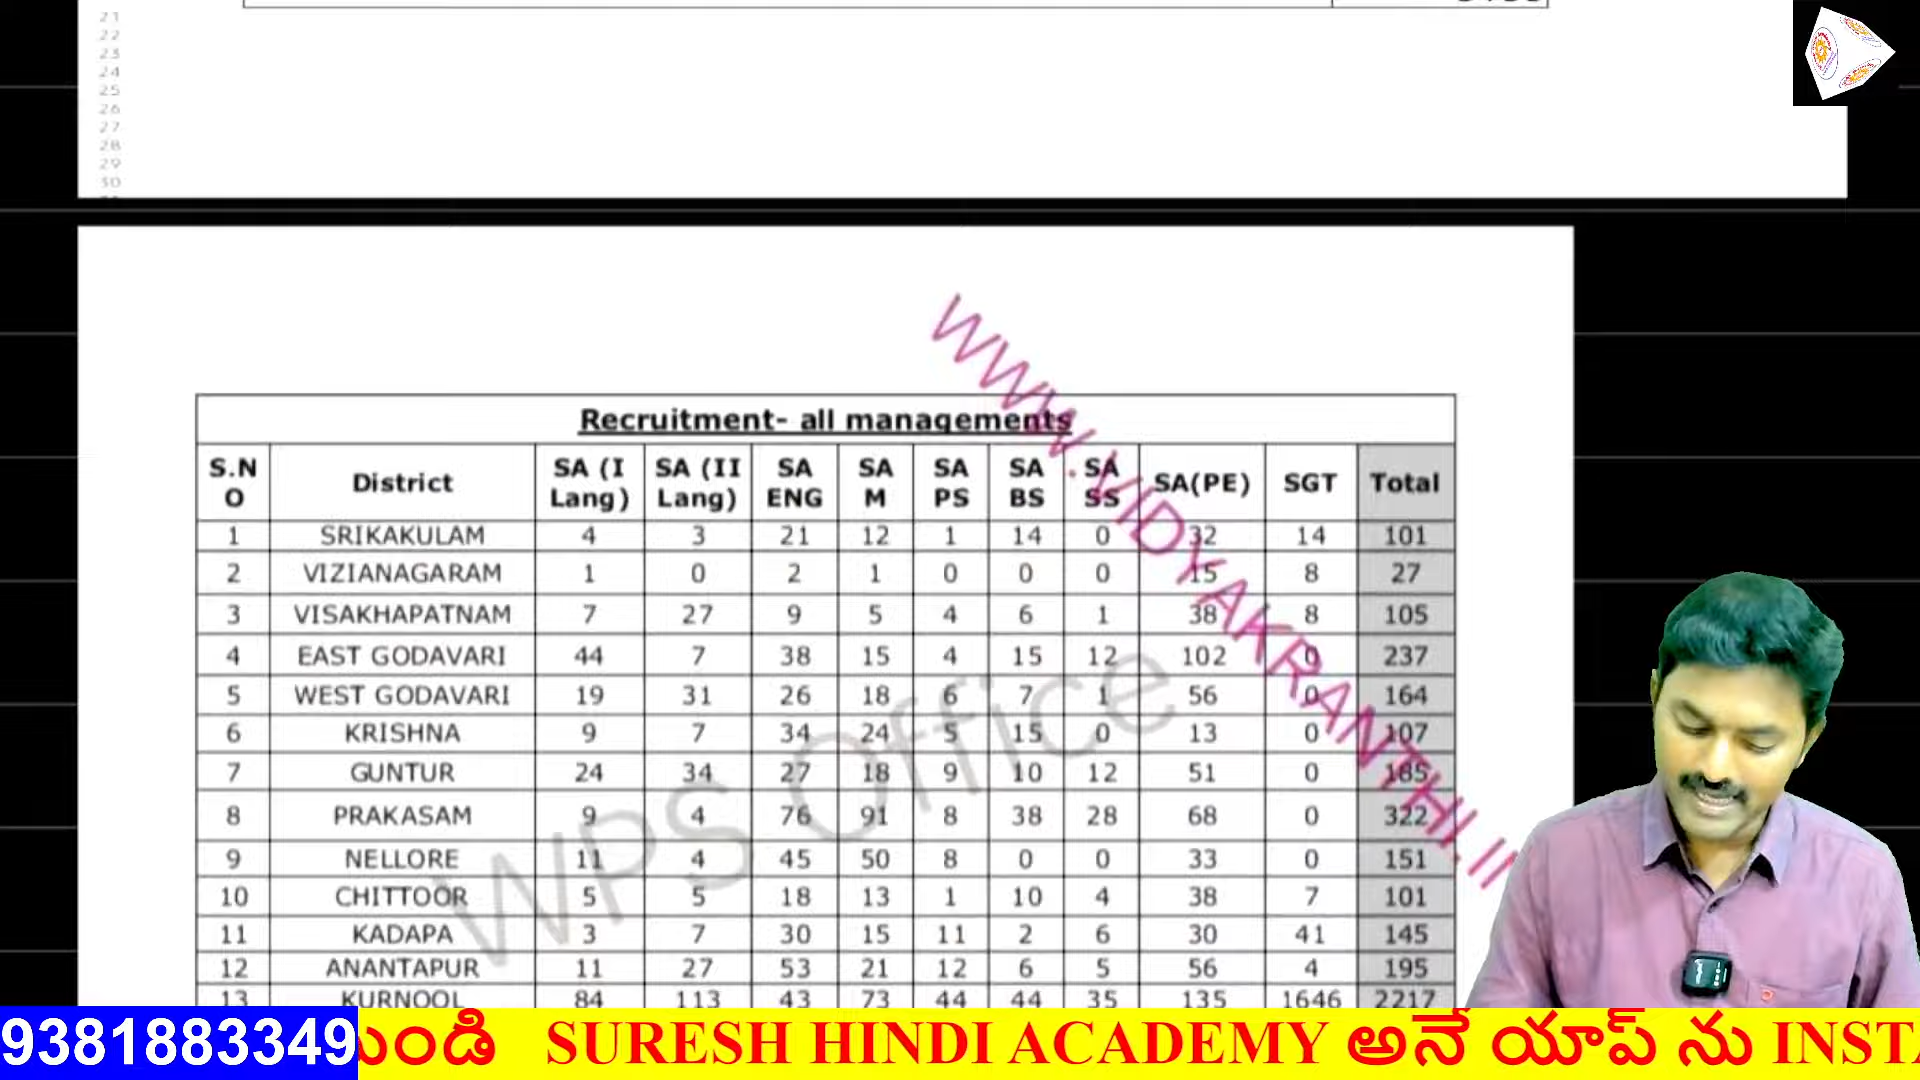 21
22
23
24
25
26
27
28
29
30
Recruitment- all managements
S.NO District SA (I Lang) SA (II Lang) SA ENG SA M SA PS SA BS SA SS SA(PE) SGT Total
1 SRIKAKULAM 4 3 21 12 1 14 0 32 14 101
2 VIZIANAGARAM 1 0 2 1 0 0 0 15 8 27
3 VISAKHAPATNAM 7 27 9 5 4 6 1 38 8 105
4 EAST GODAVARI 44 7 38 15 4 15 12 102 0 237
5 WEST GODAVARI 19 31 26 18 6 7 1 56 0 164
6 KRISHNA 9 7 34 24 5 15 0 13 0 107
7 GUNTUR 24 34 27 18 9 10 12 51 0 185
8 PRAKASAM 9 4 76 91 8 38 28 68 0 322
9 NELLORE 11 4 45 50 8 0 0 33 0 151
10 CHITTOOR 5 5 18 13 1 10 4 38 7 101
11 KADAPA 3 7 30 15 11 2 6 30 41 145
12 ANANTAPUR 11 27 53 21 12 6 5 56 4 195
13 KURNOOL 84 113 43 73 44 44 35 135 1646 2217
WWW.VIDYAKRANTHI.IN
WPS Office
9381883349 నుండి SURESH HINDI ACADEMY అనే యాప్ ను INSTA